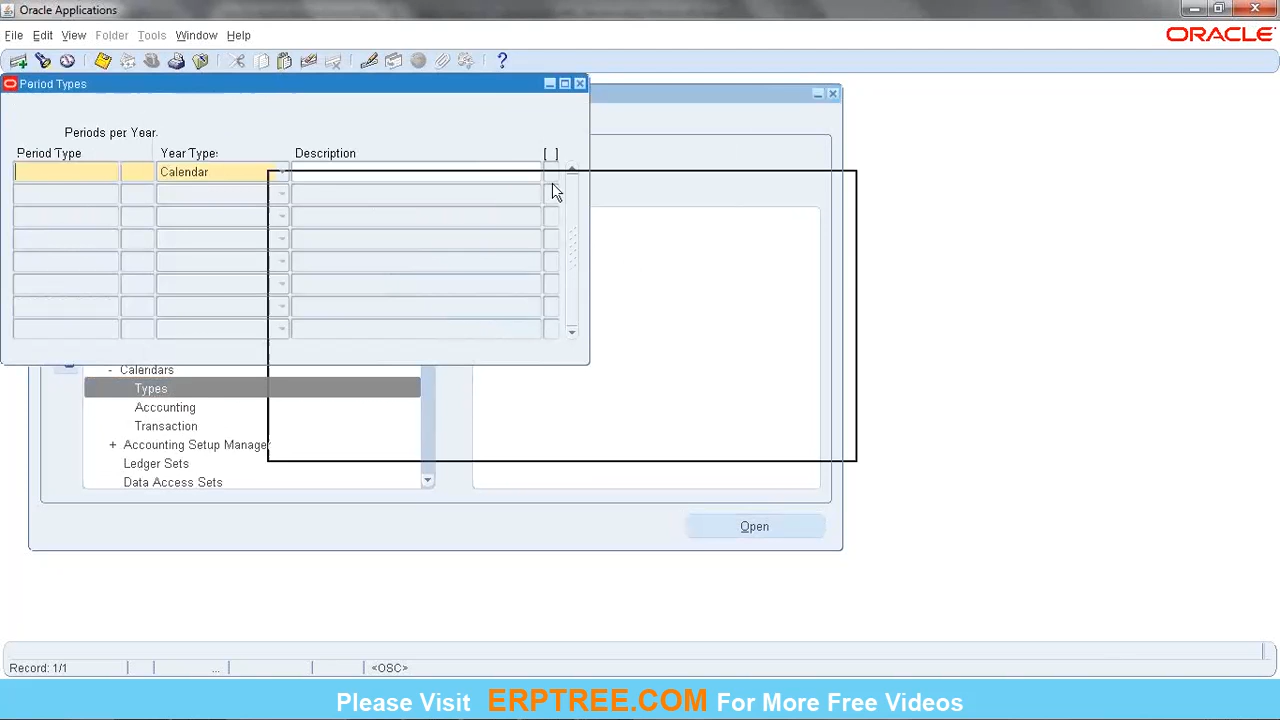 Oracle Applications
File Edit View Folder Tools Window Help
ORACLE
Period Types
Periods per Year.
Period Type Year Type: Description [ ]
Calendar
- Calendars
Types
Accounting
Transaction
+ Accounting Setup Manager
Ledger Sets
Data Access Sets
Open
Record: 1/1 ... <OSC>
Please Visit ERPTREE.COM For More Free Videos